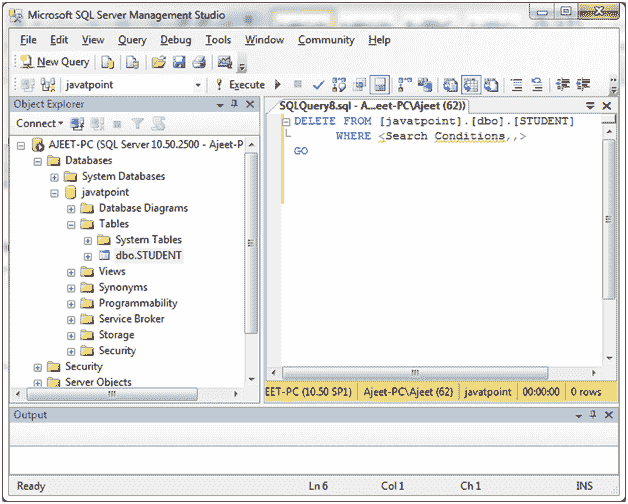 Microsoft SQL Server Management Studio
File Edit View Query Debug Tools Window Community Help
New Query
javatpoint Execute
Object Explorer
SQLQuery8.sql - A...eet-PC\Ajeet (62))
Connect
DELETE FROM [javatpoint].[dbo].[STUDENT]
WHERE <Search Conditions,,>
GO
AJEET-PC (SQL Server 10.50.2500 - Ajeet-P
Databases
System Databases
javatpoint
Database Diagrams
Tables
System Tables
dbo.STUDENT
Views
Synonyms
Programmability
Service Broker
Storage
Security
Security
Server Objects
EET-PC (10.50 SP1) Ajeet-PC\Ajeet (62) javatpoint 00:00:00 0 rows
Output
Ready Ln 6 Col 1 Ch 1 INS